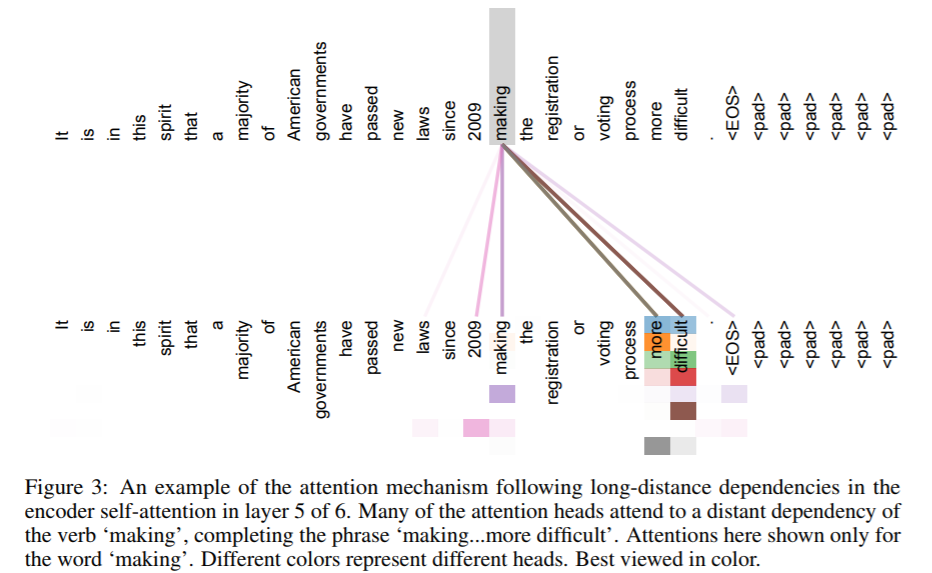 It is in this spirit that a majority of American governments have passed new laws since 2009 making the registration or voting process more difficult . <EOS> <pad> <pad> <pad> <pad> <pad> <pad>
It is in this spirit that a majority of American governments have passed new laws since 2009 making the registration or voting process more difficult . <EOS> <pad> <pad> <pad> <pad> <pad> <pad>
Figure 3: An example of the attention mechanism following long-distance dependencies in the
encoder self-attention in layer 5 of 6. Many of the attention heads attend to a distant dependency of
the verb ‘making’, completing the phrase ‘making...more difficult’. Attentions here shown only for
the word ‘making’. Different colors represent different heads. Best viewed in color.